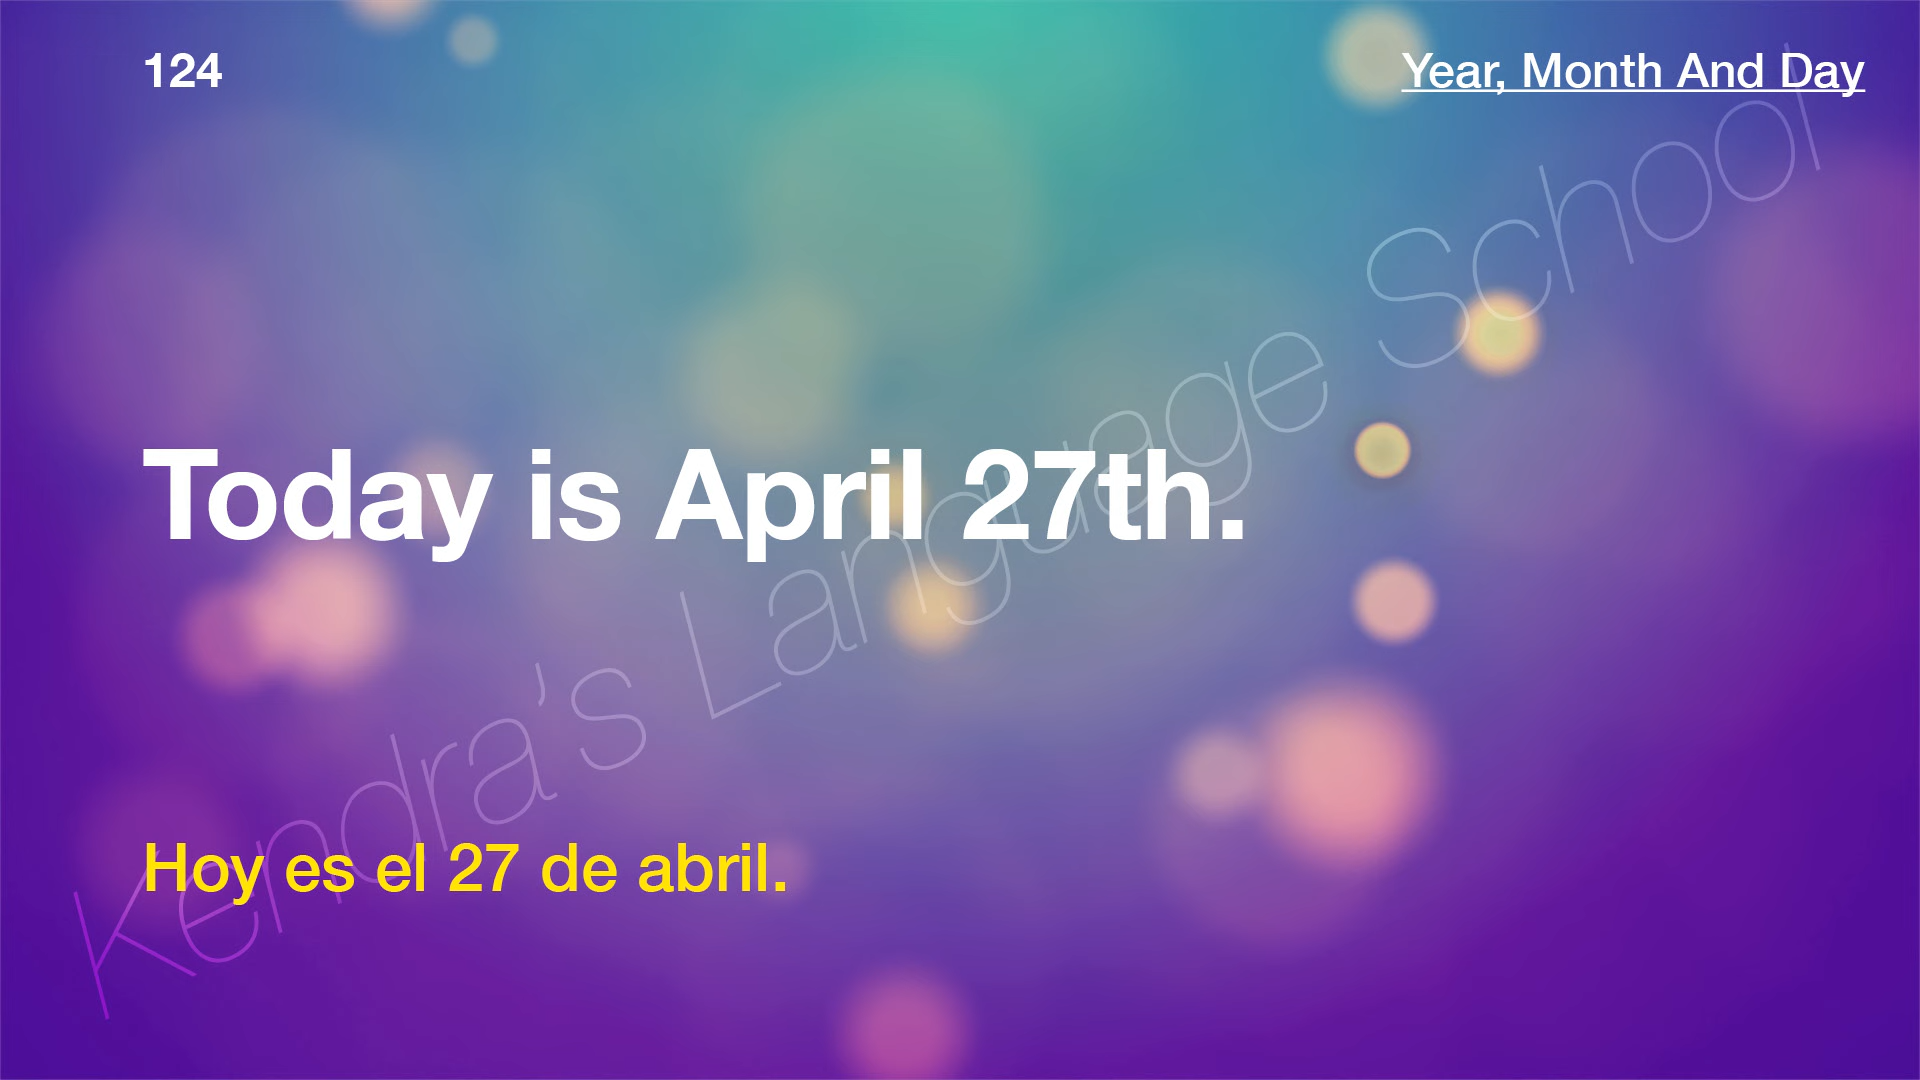 124
Year, Month And Day
Today is April 27th.
Hoy es el 27 de abril.
Kendra's Language School